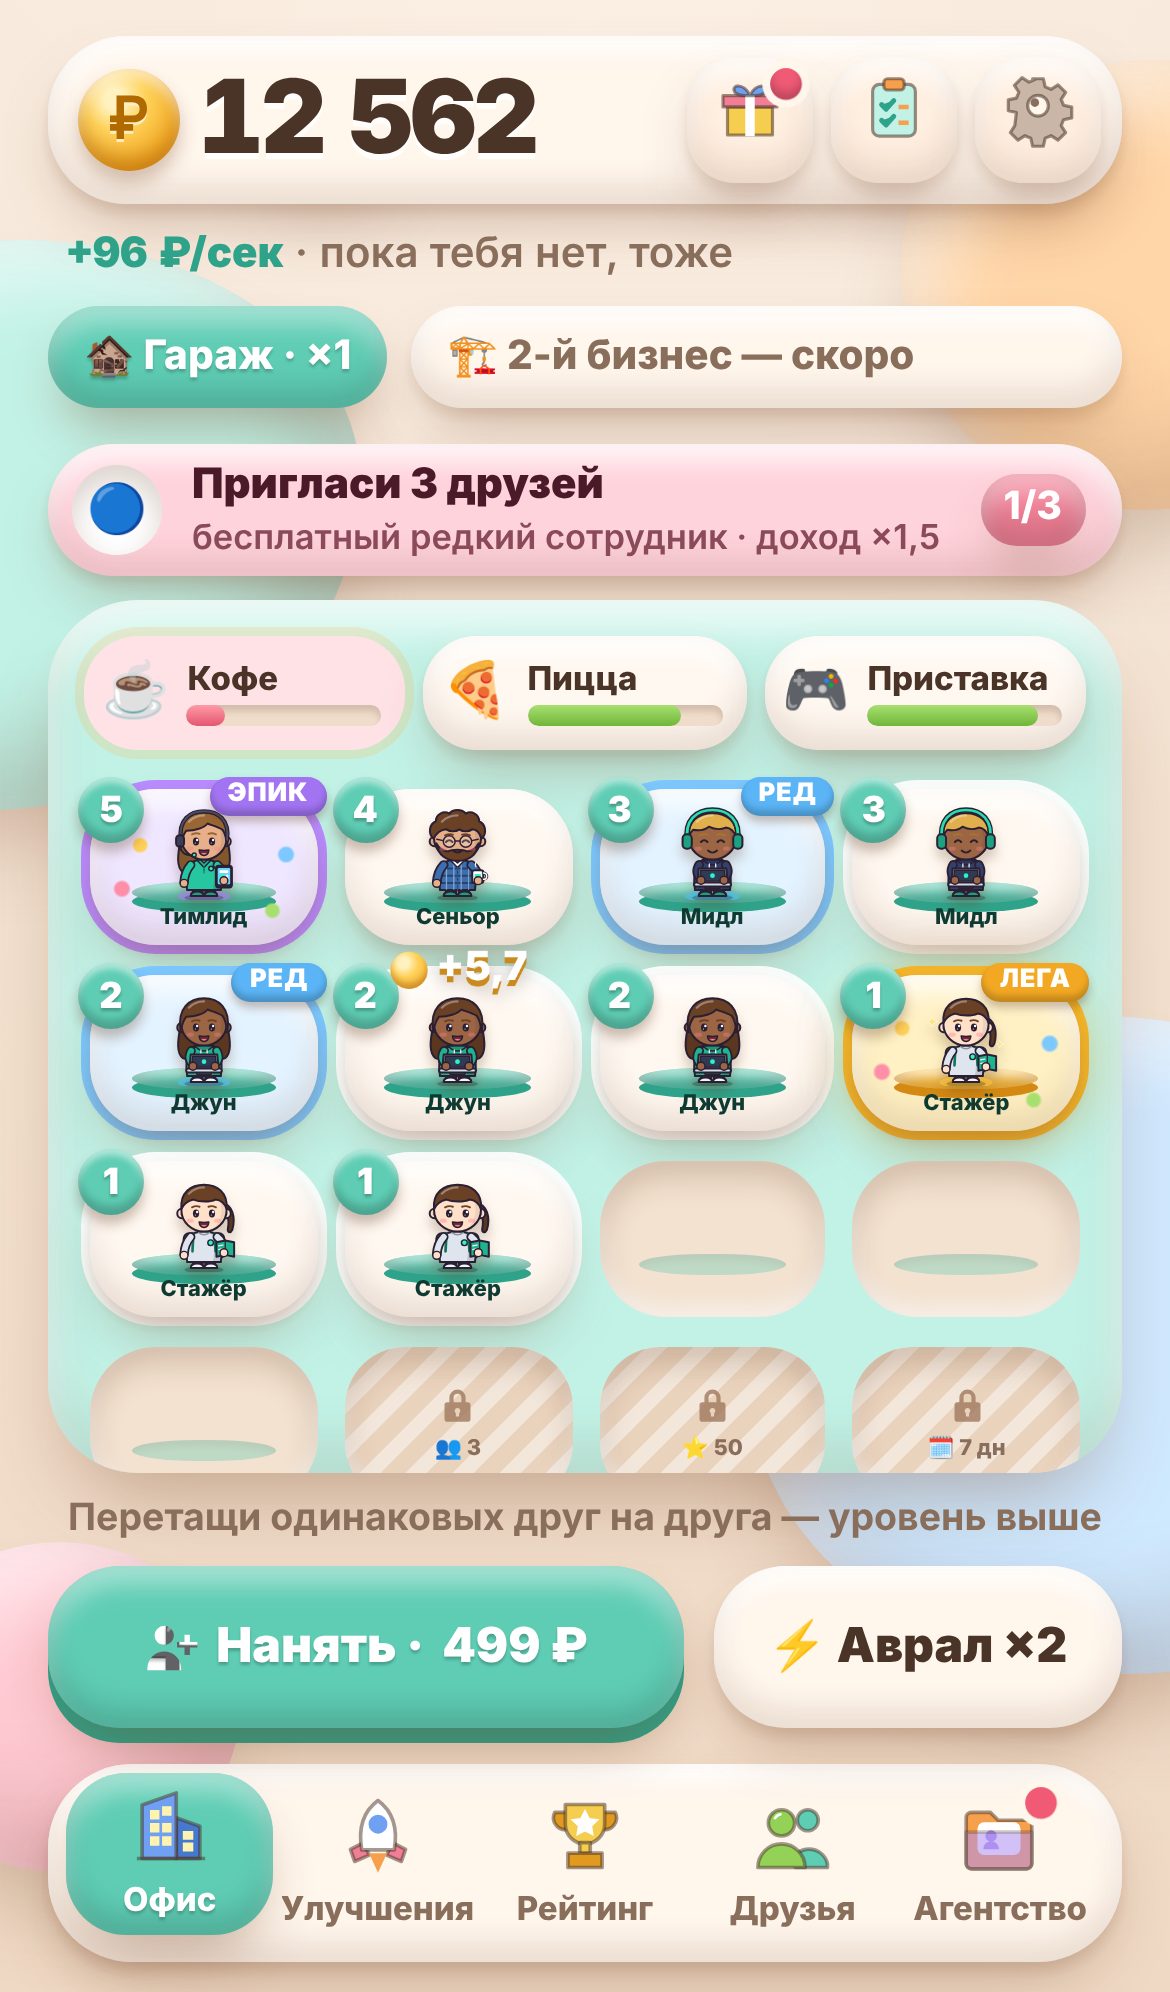 ₽ 12 562
+96 ₽/сек · пока тебя нет, тоже
Гараж · ×1
2-й бизнес — скоро
Пригласи 3 друзей
бесплатный редкий сотрудник · доход ×1,5
1/3
Кофе
Пицца
Приставка
5 ЭПИК
Тимлид
4
Сеньор
3 РЕД
Мидл
3
Мидл
2 РЕД
Джун
2 +5,7
Джун
2
Джун
1 ЛЕГА
Стажёр
1
Стажёр
1
Стажёр
3
50
7 дн
Перетащи одинаковых друг на друга — уровень выше
Нанять · 499 ₽
Аврал ×2
Офис
Улучшения
Рейтинг
Друзья
Агентство